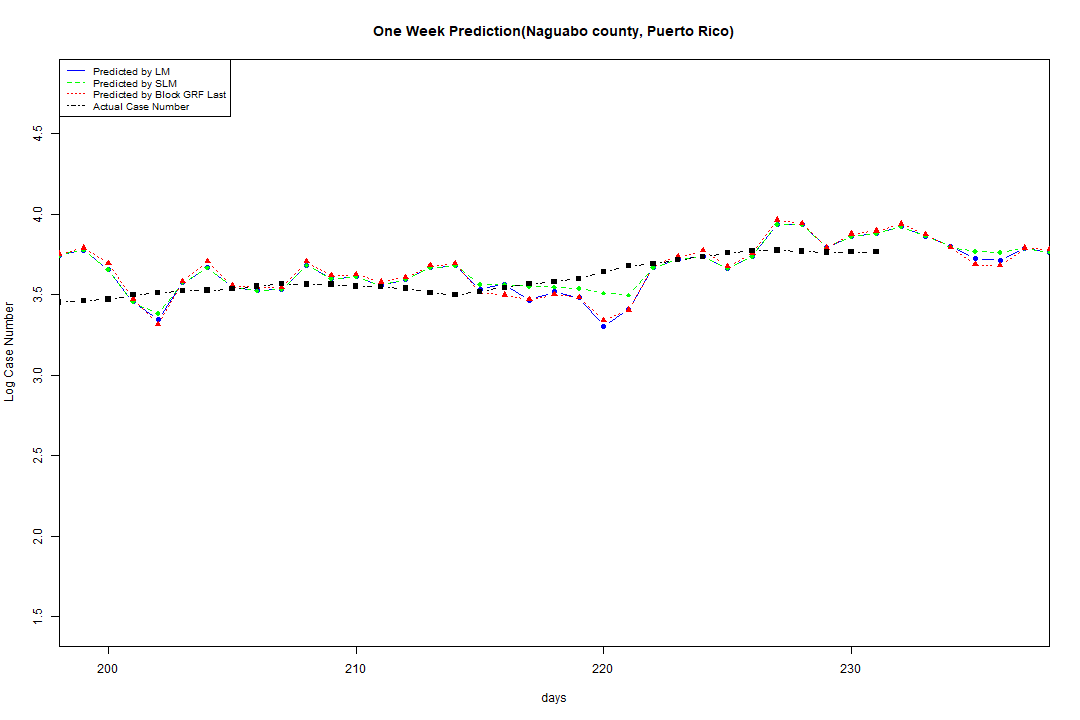 One Week Prediction(Naguabo county, Puerto Rico)
Predicted by LM
Predicted by SLM
Predicted by Block GRF Last
Actual Case Number
Log Case Number
4.5
4.0
3.5
3.0
2.5
2.0
1.5
200 210 220 230
days